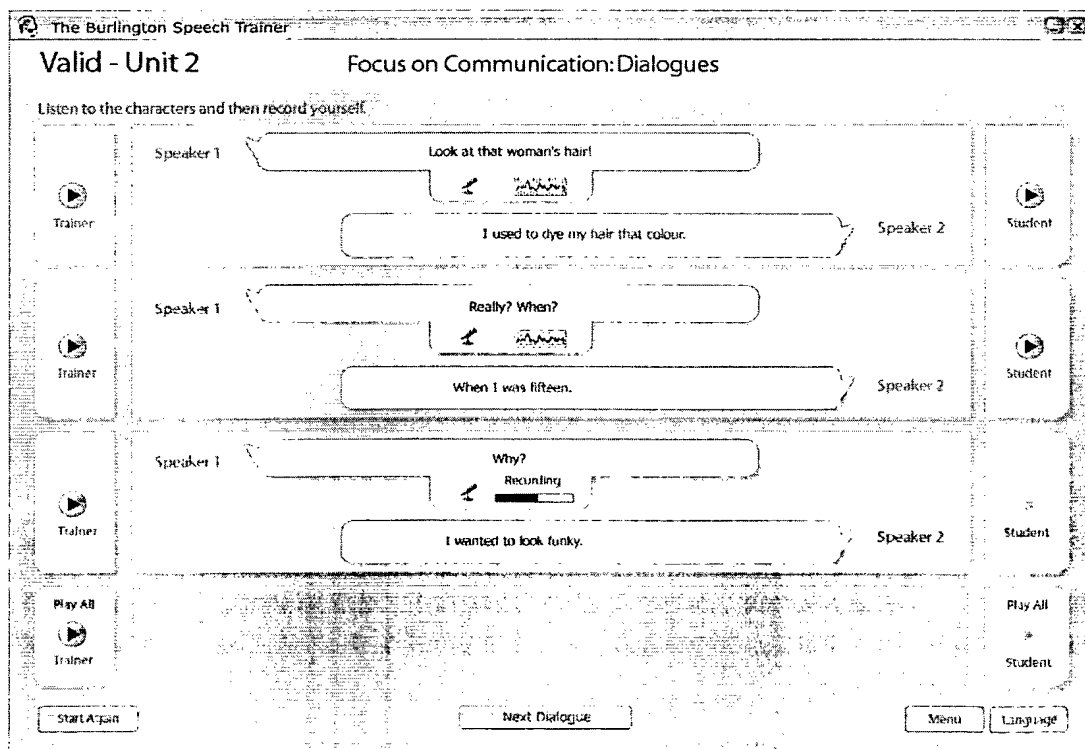 The Burlington Speech Trainer
Valid - Unit 2
Focus on Communication: Dialogues
Listen to the characters and then record yourself.
Speaker 1
Look at that woman's hair!
Trainer
I used to dye my hair that colour.
Speaker 2
Student
Speaker 1
Really? When?
Trainer
When I was fifteen.
Speaker 2
Student
Speaker 1
Why?
Recording
Trainer
I wanted to look funky.
Speaker 2
Student
Play All
Trainer
Play All
Student
Start Again
Next Dialogue
Menu
Language